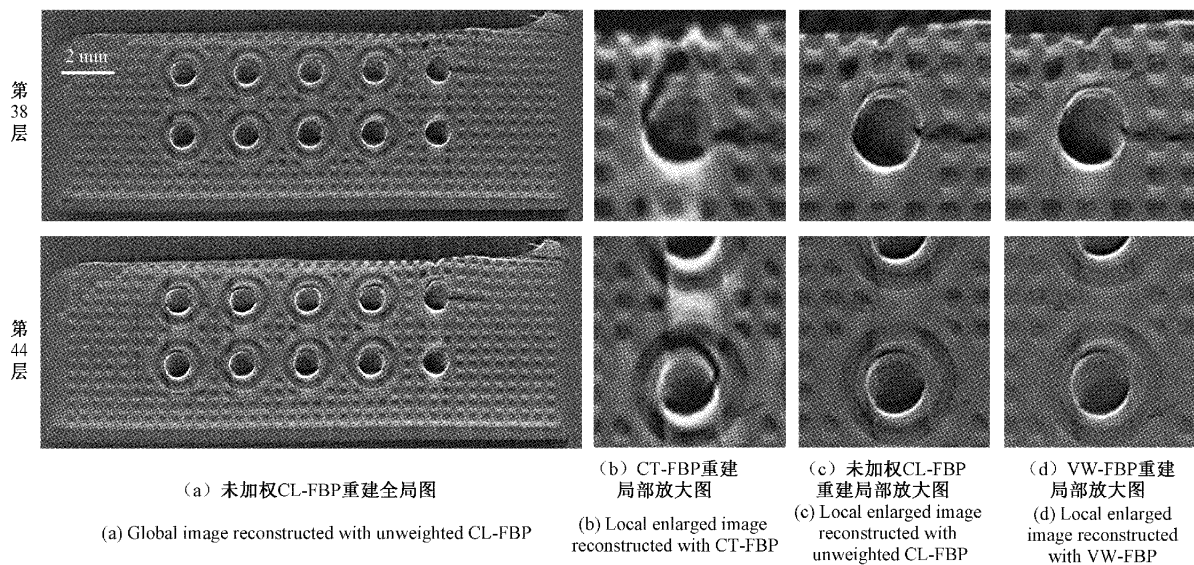 2 mm
第
38
层
第
44
层
（a）未加权CL-FBP重建全局图
(a) Global image reconstructed with unweighted CL-FBP
（b）CT-FBP重建
局部放大图
(b) Local enlarged image
reconstructed with CT-FBP
（c）未加权CL-FBP
重建局部放大图
(c) Local enlarged image
reconstructed with
unweighted CL-FBP
（d）VW-FBP重建
局部放大图
(d) Local enlarged
image reconstructed
with VW-FBP